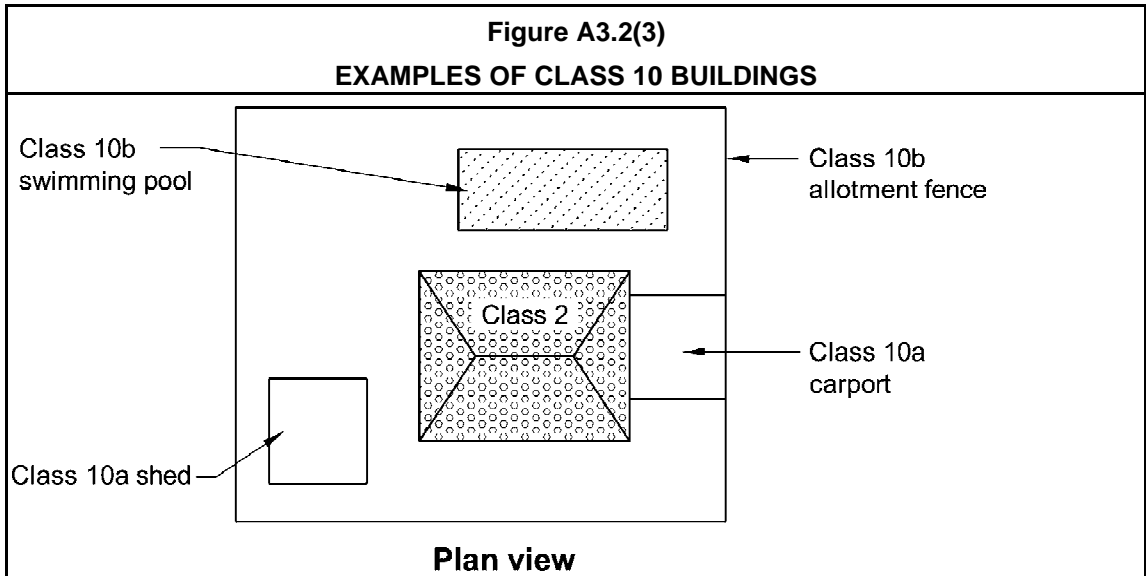 Figure A3.2(3)
EXAMPLES OF CLASS 10 BUILDINGS
Class 10b
swimming pool
Class 10b
allotment fence
Class 2
Class 10a
carport
Class 10a shed
Plan view